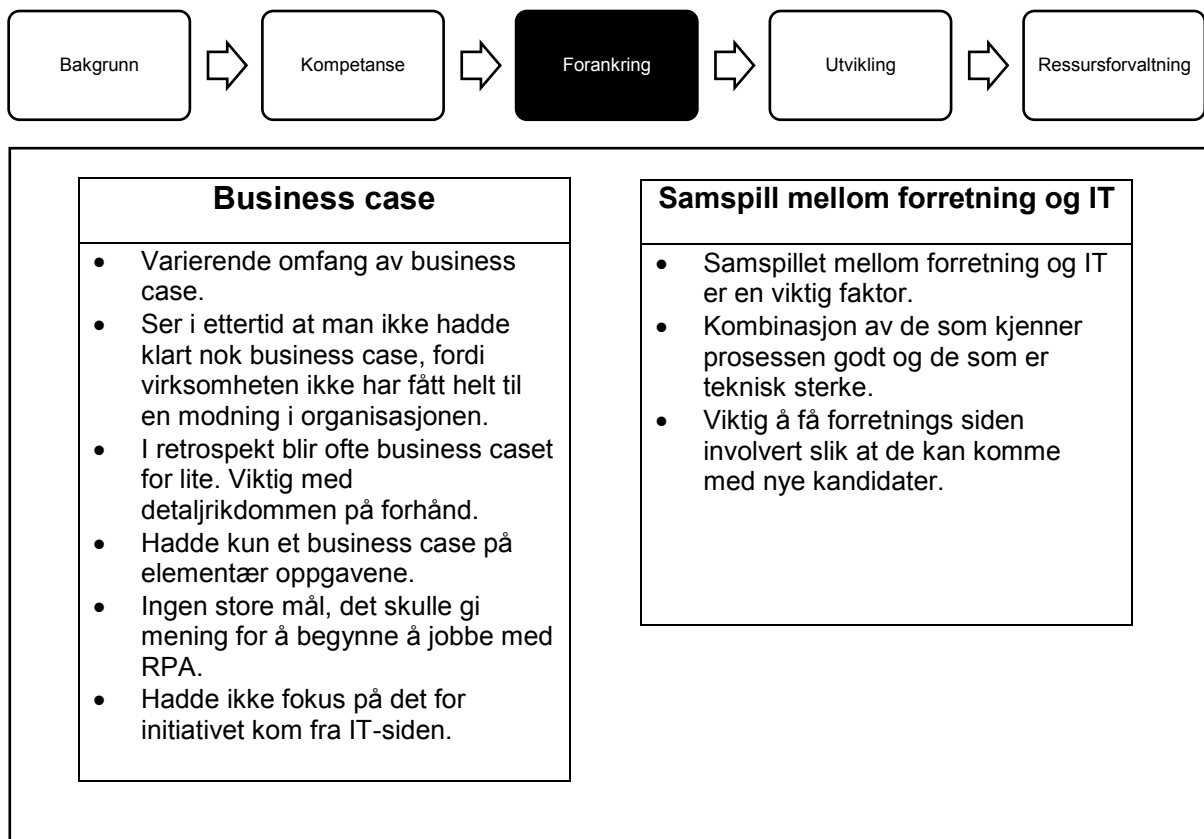 Bakgrunn
Kompetanse
Forankring
Utvikling
Ressursforvaltning
Business case
• Varierende omfang av business
case.
• Ser i ettertid at man ikke hadde
klart nok business case, fordi
virksomheten ikke har fått helt til
en modning i organisasjonen.
• I retrospekt blir ofte business caset
for lite. Viktig med
detaljrikdommen på forhånd.
• Hadde kun et business case på
elementær oppgavene.
• Ingen store mål, det skulle gi
mening for å begynne å jobbe med
RPA.
• Hadde ikke fokus på det for
initiativet kom fra IT-siden.
Samspill mellom forretning og IT
• Samspillet mellom forretning og IT
er en viktig faktor.
• Kombinasjon av de som kjenner
prosessen godt og de som er
teknisk sterke.
• Viktig å få forretnings siden
involvert slik at de kan komme
med nye kandidater.